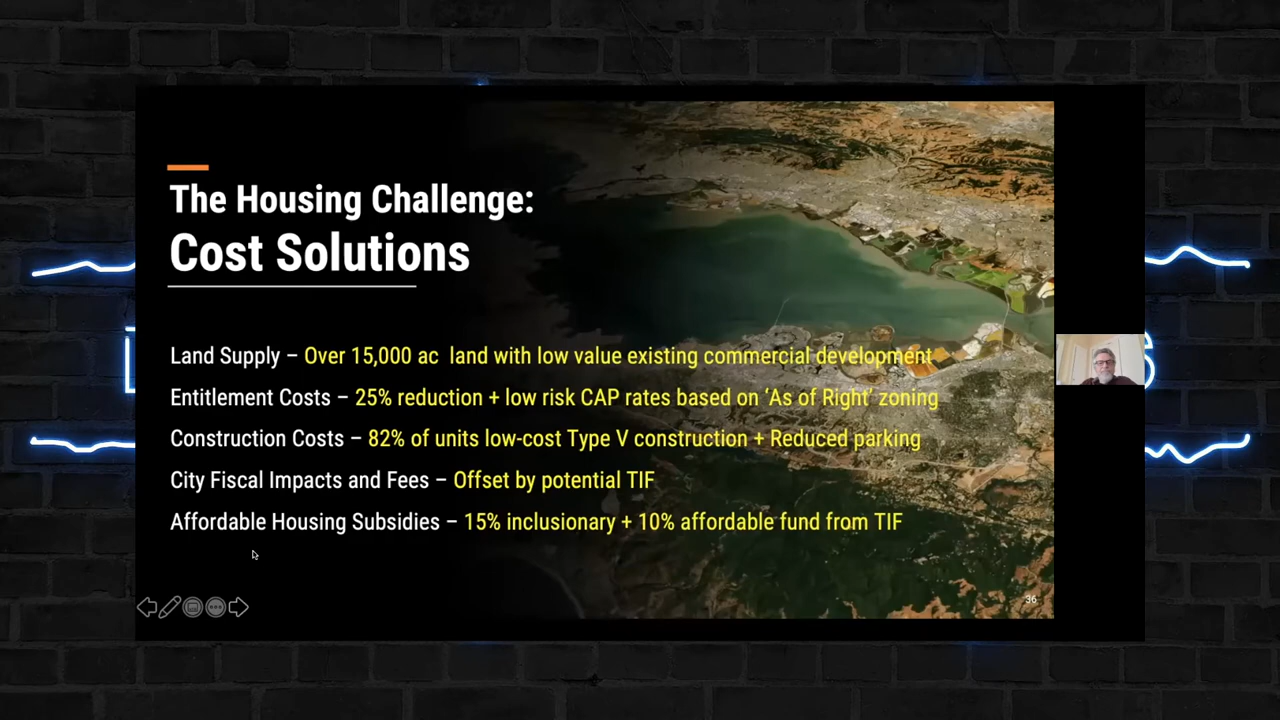 The Housing Challenge:
Cost Solutions
Land Supply – Over 15,000 ac land with low value existing commercial development
Entitlement Costs – 25% reduction + low risk CAP rates based on ‘As of Right’ zoning
Construction Costs – 82% of units low-cost Type V construction + Reduced parking
City Fiscal Impacts and Fees – Offset by potential TIF
Affordable Housing Subsidies – 15% inclusionary + 10% affordable fund from TIF
36